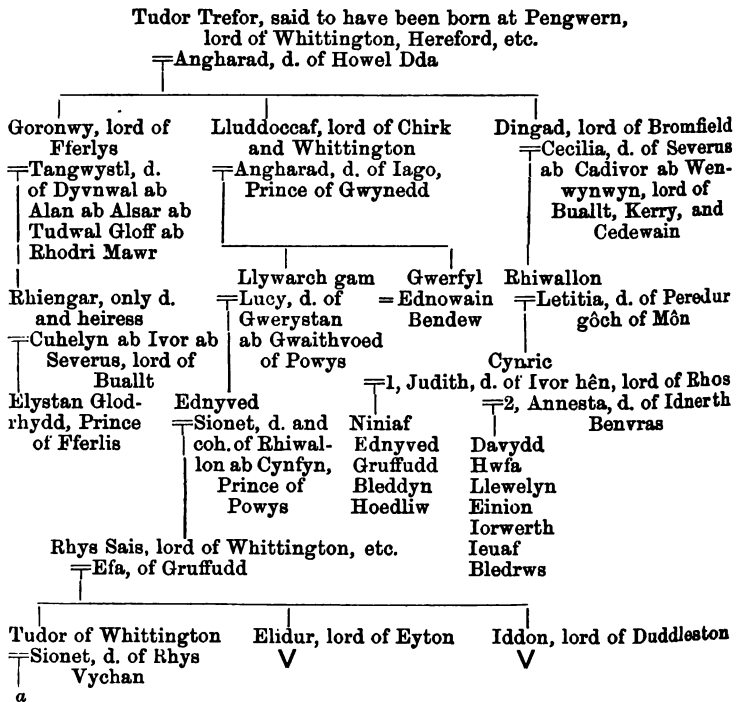 Tudor Trefor, said to have been born at Pengwern,
lord of Whittington, Hereford, etc.
=Angharad, d. of Howel Dda
Goronwy, lord of
Fferlys
=Tangwystl, d.
of Dyvnwal ab
Alan ab Alsar ab
Tudwal Gloff ab
Rhodri Mawr
Lluddoccaf, lord of Chirk
and Whittington
=Angharad, d. of Iago,
Prince of Gwynedd
Dingad, lord of Bromfield
=Cecilia, d. of Severus
ab Cadivor ab Wen-
wynwyn, lord of
Buallt, Kerry, and
Cedewain
Rhiengar, only d.
and heiress
=Cuhelyn ab Ivor ab
Severus, lord of
Buallt
Llywarch gam
=Lucy, d. of
Gwerystan
ab Gwaithvoed
of Powys
Gwerfyl
=Ednowain
Bendew
Rhiwallon
=Letitia, d. of Peredur
gôch of Môn
Cynric
=1, Judith, d. of Ivor hên, lord of Rhos
=2, Annesta, d. of Idnerth
Benvras
Elystan Glod-
rhydd, Prince
of Fferlis
Ednyved
=Sionet, d. and
coh. of Rhiwal-
lon ab Cynfyn,
Prince of
Powys
Niniaf
Ednyved
Gruffudd
Bleddyn
Hoedliw
Davydd
Hwfa
Llewelyn
Einion
Iorwerth
Ieuaf
Bledrws
Rhys Sais, lord of Whittington, etc.
=Efa, of Gruffudd
Tudor of Whittington
=Sionet, d. of Rhys
Vychan
a
Elidur, lord of Eyton
V
Iddon, lord of Duddleston
V